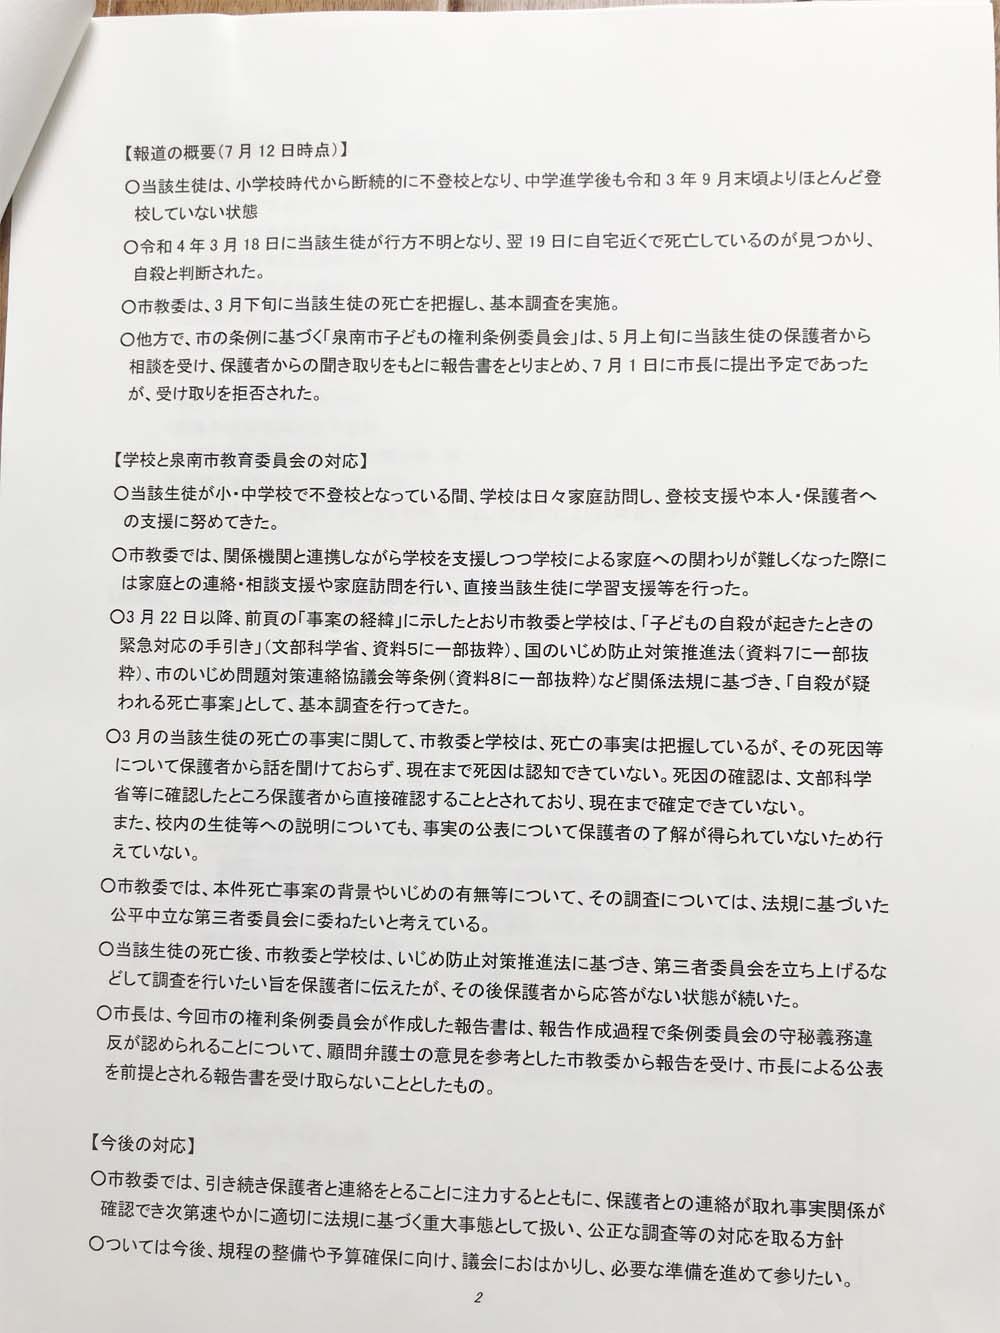 【報道の概要(7月12日時点)】
〇当該生徒は、小学校時代から断続的に不登校となり、中学進学後も令和3年9月末頃よりほとんど登
校していない状態
〇令和4年3月18日に当該生徒が行方不明となり、翌19日に自宅近くで死亡しているのが見つかり、
自殺と判断された。
〇市教委は、3月下旬に当該生徒の死亡を把握し、基本調査を実施。
〇他方で、市の条例に基づく「泉南市子どもの権利条例委員会」は、5月上旬に当該生徒の保護者から
相談を受け、保護者からの聞き取りをもとに報告書をとりまとめ、7月1日に市長に提出予定であった
が、受け取りを拒否された。
【学校と泉南市教育委員会の対応】
〇当該生徒が小・中学校で不登校となっている間、学校は日々家庭訪問し、登校支援や本人・保護者へ
の支援に努めてきた。
〇市教委では、関係機関と連携しながら学校を支援しつつ学校による家庭への関わりが難しくなった際に
は家庭との連絡・相談支援や家庭訪問を行い、直接当該生徒に学習支援等を行った。
〇3月22日以降、前頁の「事案の経緯」に示したとおり市教委と学校は、「子どもの自殺が起きたときの
緊急対応の手引き」(文部科学省、資料5に一部抜粋)、国のいじめ防止対策推進法(資料7に一部抜
粋)、市のいじめ問題対策連絡協議会等条例(資料8に一部抜粋)など関係法規に基づき、「自殺が疑
われる死亡事案」として、基本調査を行ってきた。
〇3月の当該生徒の死亡の事実に関して、市教委と学校は、死亡の事実は把握しているが、その死因等
について保護者から話を聞けておらず、現在まで死因は認知できていない。死因の確認は、文部科学
省等に確認したところ保護者から直接確認することとされており、現在まで確定できていない。
また、校内の生徒等への説明についても、事実の公表について保護者の了解が得られていないため行
えていない。
〇市教委では、本件死亡事案の背景やいじめの有無等について、その調査については、法規に基づいた
公平中立な第三者委員会に委ねたいと考えている。
〇当該生徒の死亡後、市教委と学校は、いじめ防止対策推進法に基づき、第三者委員会を立ち上げるな
どして調査を行いたい旨を保護者に伝えたが、その後保護者から応答がない状態が続いた。
〇市長は、今回市の権利条例委員会が作成した報告書は、報告作成過程で条例委員会の守秘義務違
反が認められることについて、顧問弁護士の意見を参考とした市教委から報告を受け、市長による公表
を前提とされる報告書を受け取らないこととしたもの。
【今後の対応】
〇市教委では、引き続き保護者と連絡をとることに注力するとともに、保護者との連絡が取れ事実関係が
確認でき次第速やかに適切に法規に基づく重大事態として扱い、公正な調査等の対応を取る方針
〇ついては今後、規程の整備や予算確保に向け、議会におはかりし、必要な準備を進めて参りたい。
2